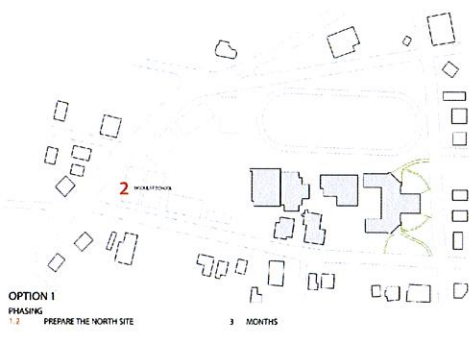 2
OPTION 1
PHASING
1.2 PREPARE THE NORTH SITE 3 MONTHS